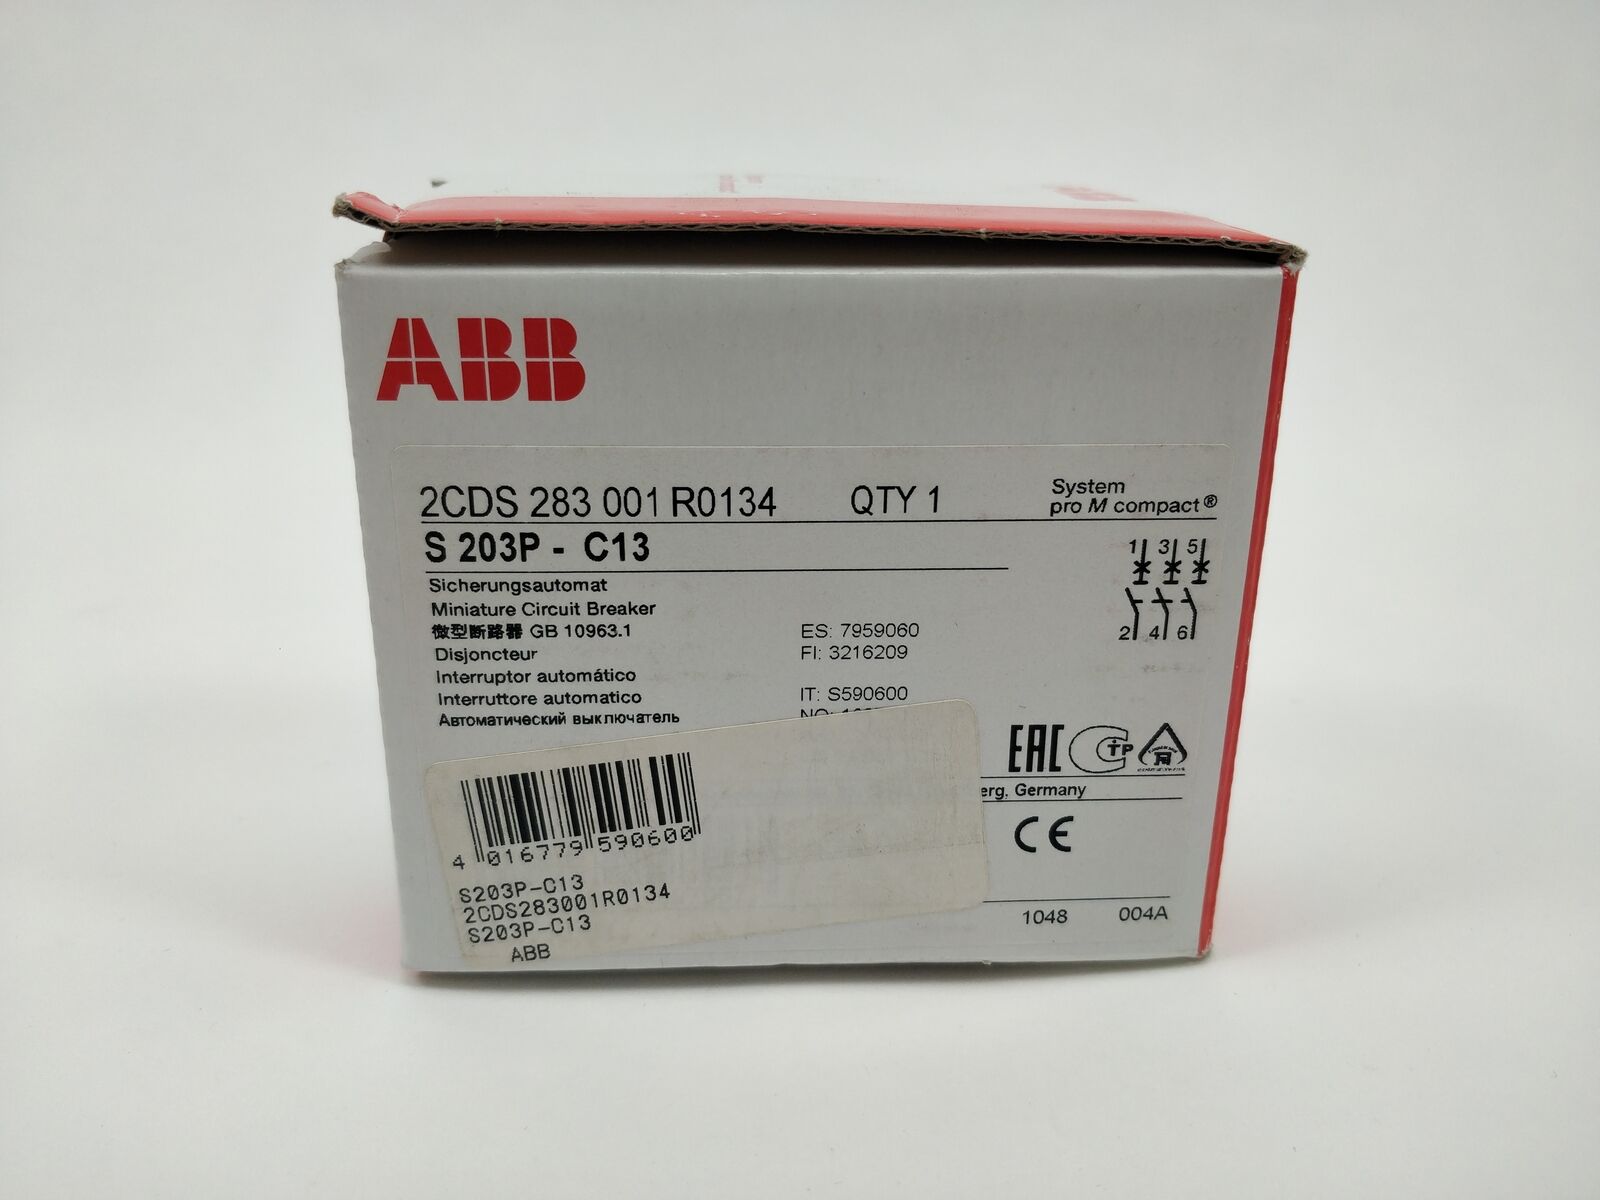 ABB
2CDS 283 001 R0134 QTY 1 System
pro M compact®
S 203P - C13
1 3 5
2 4 6
Sicherungsautomat
Miniature Circuit Breaker
微型断路器 GB 10963.1
Disjoncteur
Interruptor automático
Interruttore automatico
Автоматический выключатель
ES: 7959060
FI: 3216209
IT: S590600
NO:
EAC
Germany
CE
1048 004A
4 016779 590600
S203P-C13
2CDS283001R0134
S203P-C13
ABB